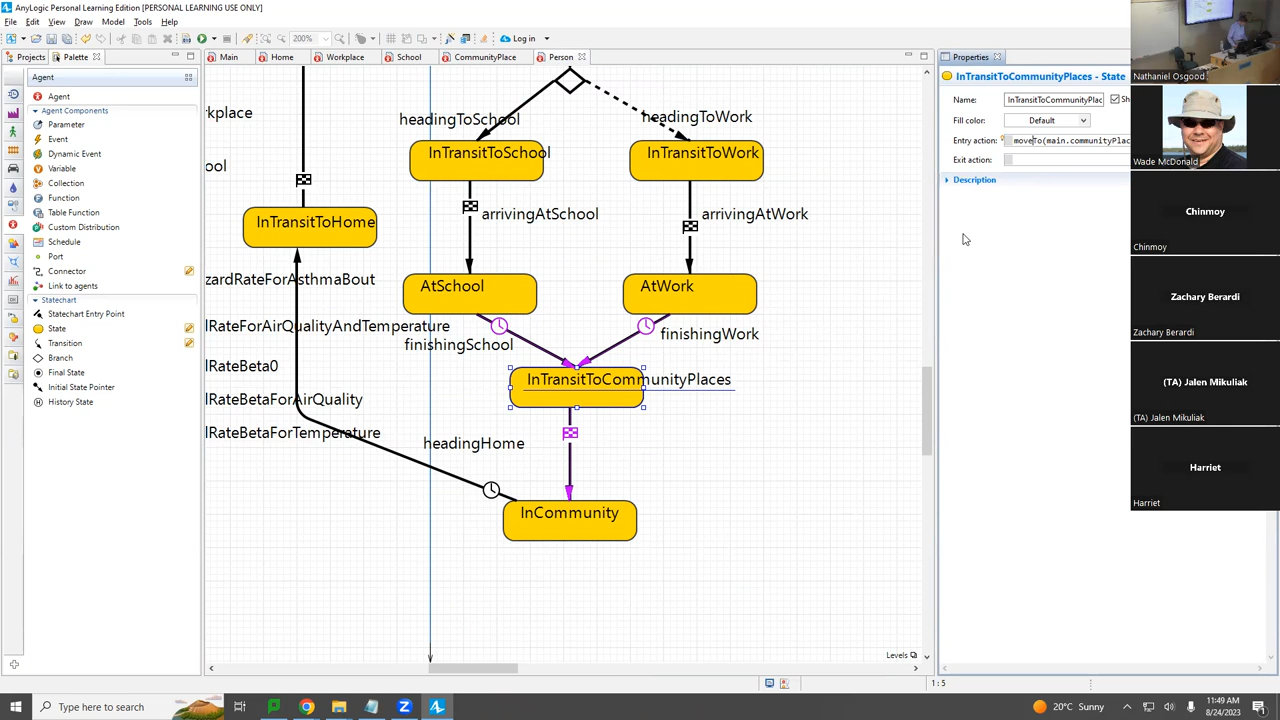 AnyLogic Personal Learning Edition [PERSONAL LEARNING USE ONLY]
File Edit View Draw Model Tools Help
200% Log in
Projects Palette
Main Home Workplace School CommunityPlace Person
Properties
Agent
Agent
Agent Components
Parameter
Event
Dynamic Event
Variable
Collection
Function
Table Function
Custom Distribution
Schedule
Port
Connector
Link to agents
Statechart
Statechart Entry Point
State
Transition
Branch
Final State
Initial State Pointer
History State
rkplace
ool
InTransitToHome
zardRateForAsthmaBout
lRateForAirQualityAndTemperature
lRateBeta0
lRateBetaForAirQuality
lRateBetaForTemperature
headingToSchool
headingToWork
InTransitToSchool
InTransitToWork
arrivingAtSchool
arrivingAtWork
AtSchool
AtWork
finishingSchool
finishingWork
InTransitToCommunityPlaces
headingHome
InCommunity
Levels
InTransitToCommunityPlaces - State
Name: InTransitToCommunityPlac Sh
Fill color: Default
Entry action: moveTo(main.communityPlac
Exit action:
Description
1 : 5
Nathaniel Osgood
Wade McDonald
Chinmoy
Chinmoy
Zachary Berardi
Zachary Berardi
(TA) Jalen Mikuliak
(TA) Jalen Mikuliak
Harriet
Harriet
Type here to search
20°C Sunny
11:49 AM
8/24/2023